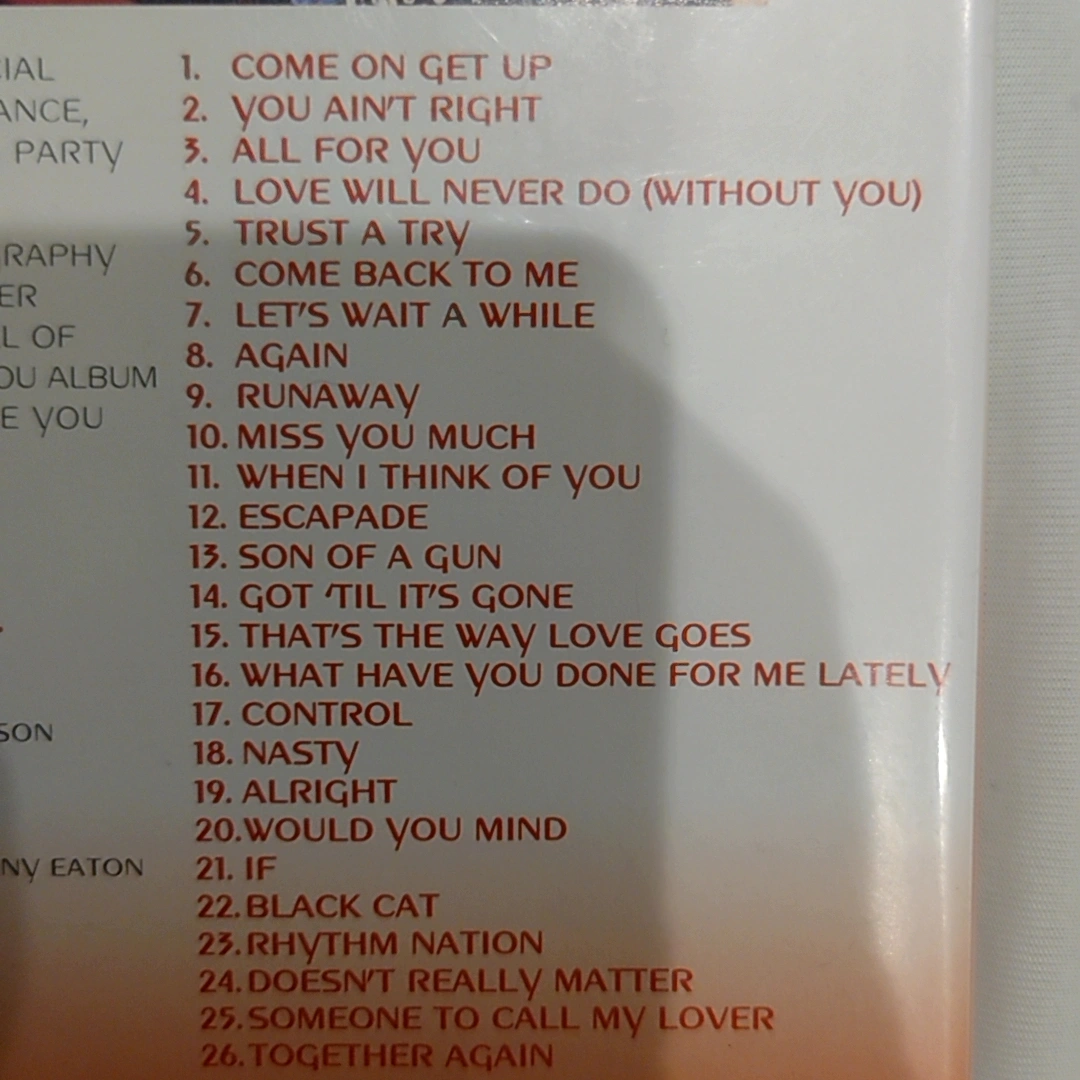 IAL
ANCE,
PARTY
RAPHY
ER
L OF
OU ALBUM
E YOU
SON
NY EATON
1. COME ON GET UP
2. YOU AIN'T RIGHT
3. ALL FOR YOU
4. LOVE WILL NEVER DO (WITHOUT YOU)
5. TRUST A TRY
6. COME BACK TO ME
7. LET'S WAIT A WHILE
8. AGAIN
9. RUNAWAY
10. MISS YOU MUCH
11. WHEN I THINK OF YOU
12. ESCAPADE
13. SON OF A GUN
14. GOT 'TIL IT'S GONE
15. THAT'S THE WAY LOVE GOES
16. WHAT HAVE YOU DONE FOR ME LATELY
17. CONTROL
18. NASTY
19. ALRIGHT
20. WOULD YOU MIND
21. IF
22. BLACK CAT
23. RHYTHM NATION
24. DOESN'T REALLY MATTER
25. SOMEONE TO CALL MY LOVER
26. TOGETHER AGAIN